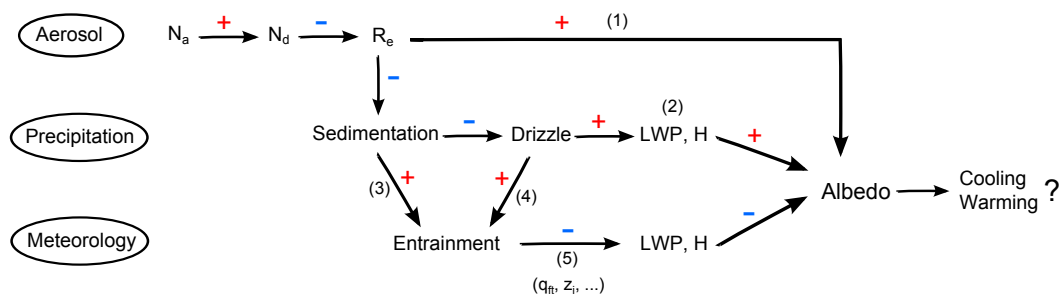 Aerosol N_a + N_d − R_e + (1)
−
Precipitation Sedimentation − Drizzle + LWP, H (2) +
(3) + + (4)
Albedo Cooling
Warming ?
Meteorology Entrainment − LWP, H −
(5)
(q_ft, z_i, ...)